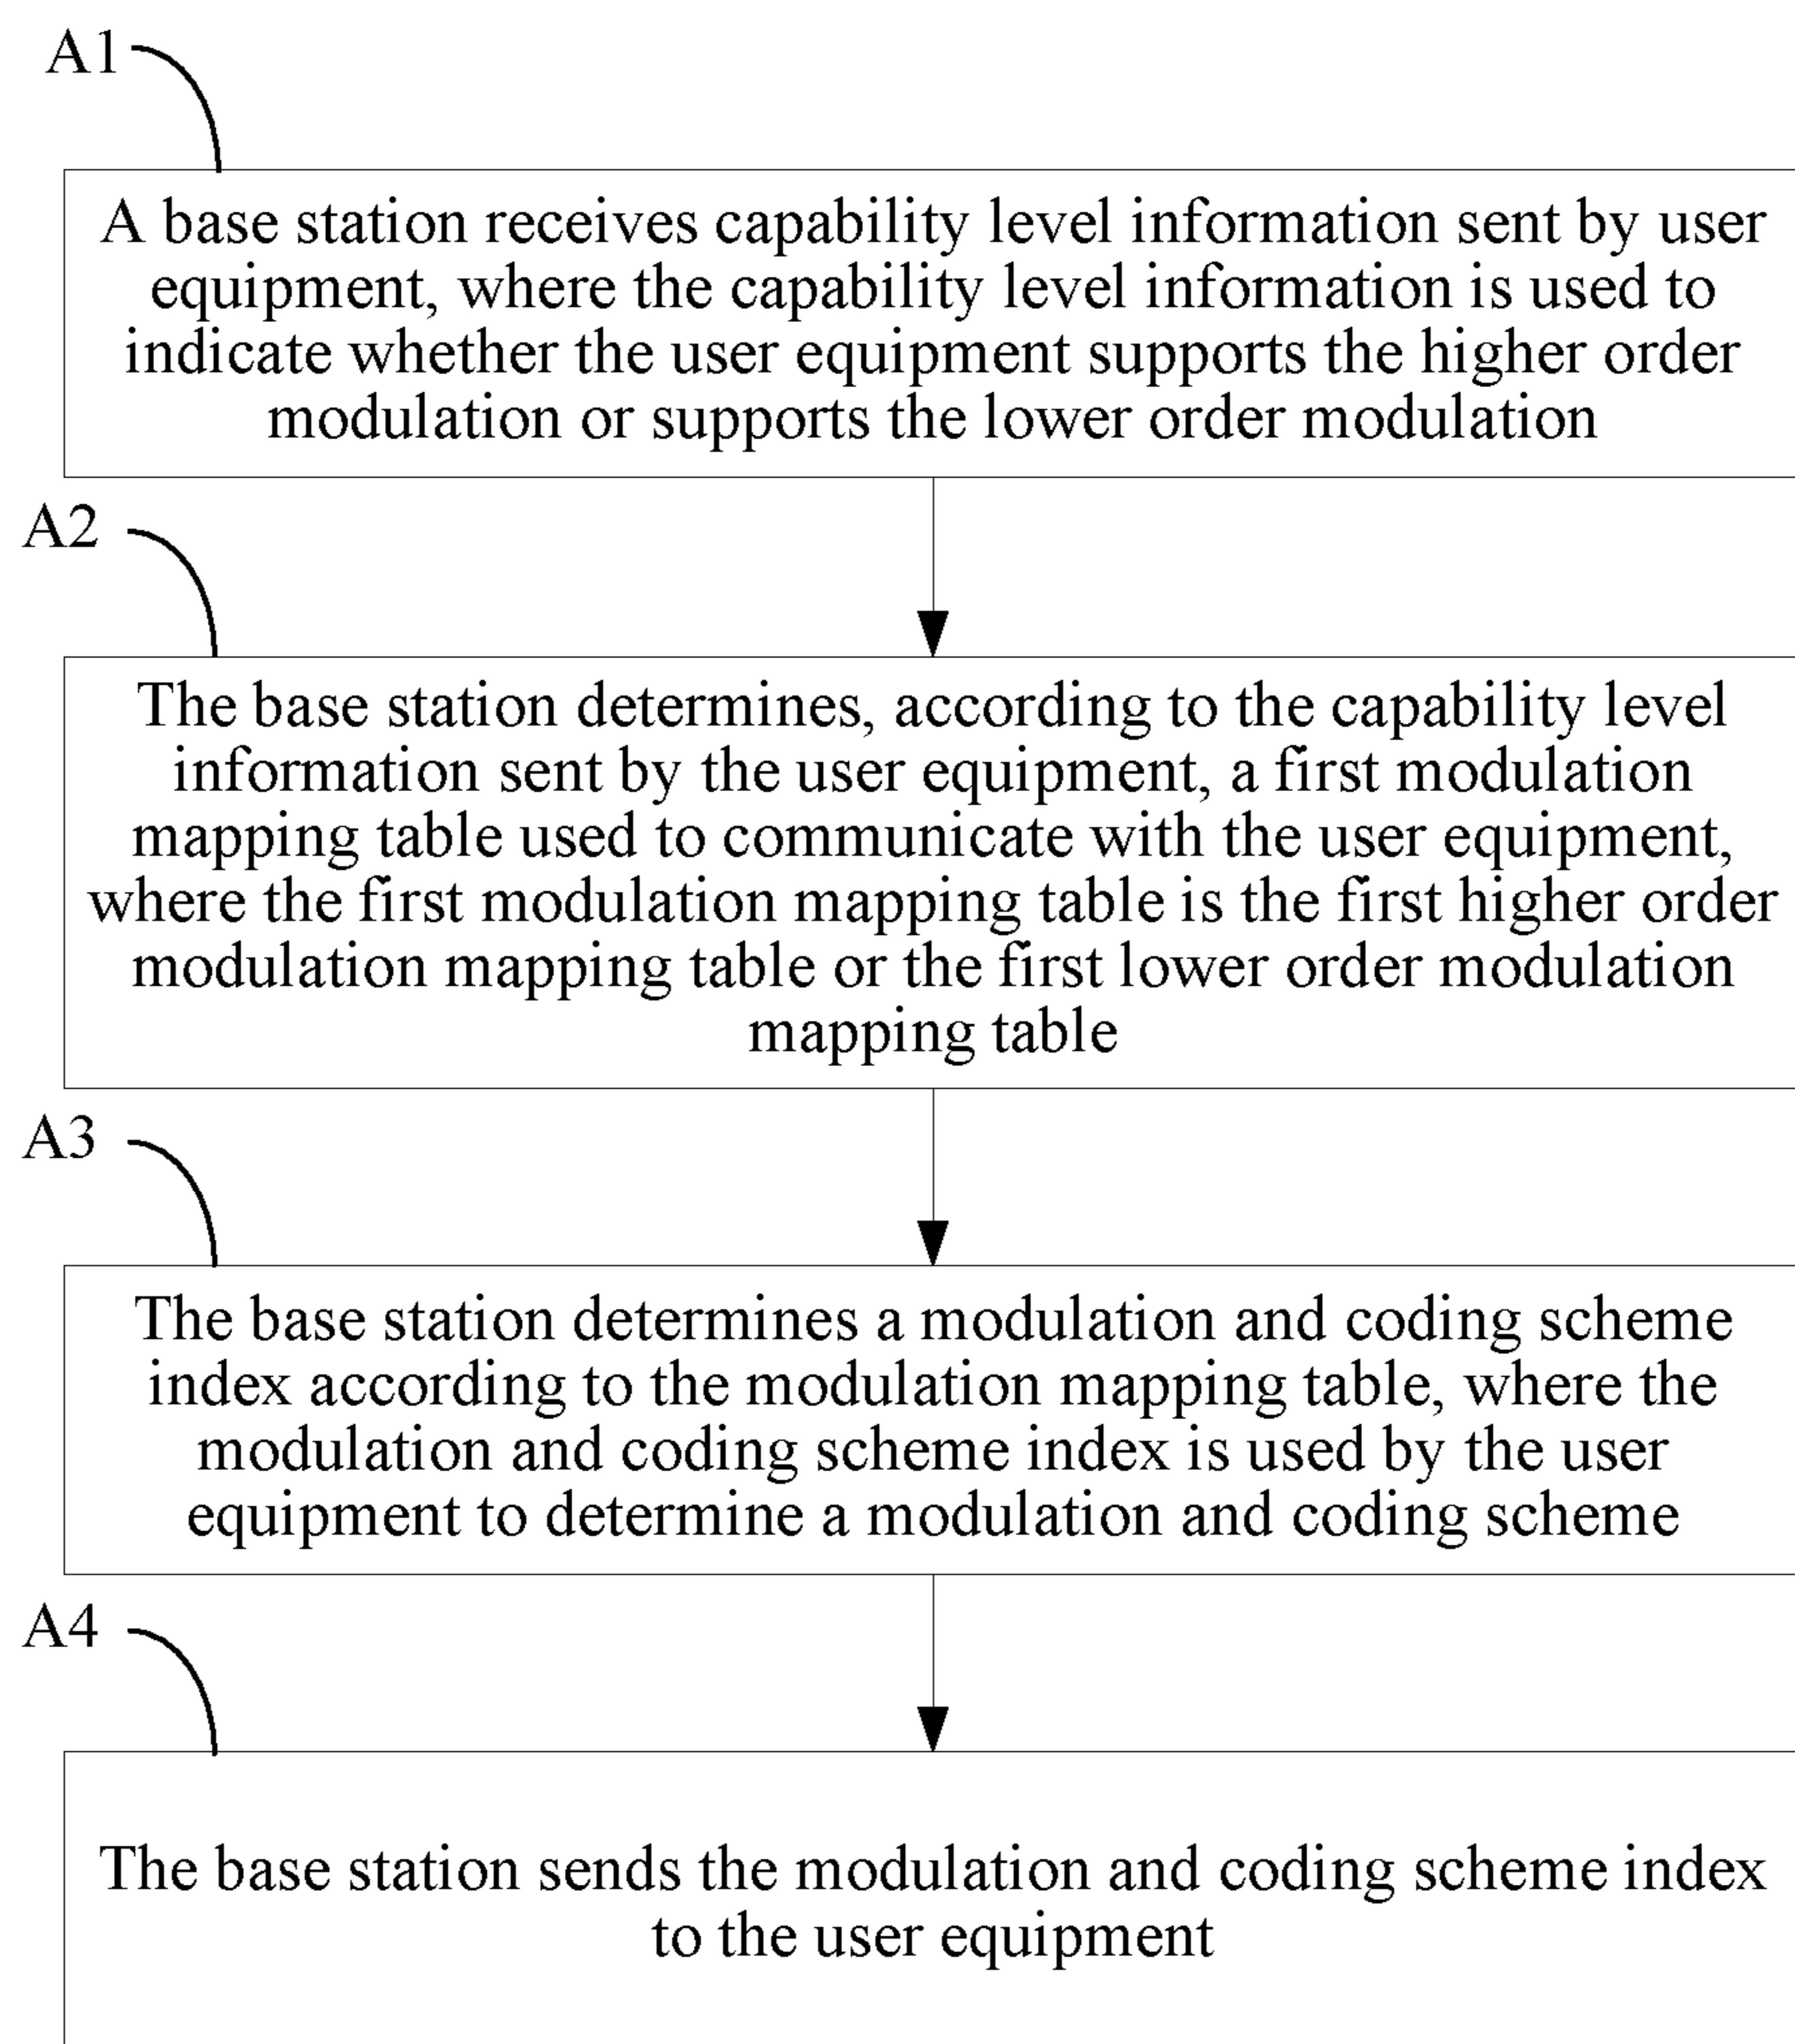 A1
A base station receives capability level information sent by user
equipment, where the capability level information is used to
indicate whether the user equipment supports the higher order
modulation or supports the lower order modulation
A2
The base station determines, according to the capability level
information sent by the user equipment, a first modulation
mapping table used to communicate with the user equipment,
where the first modulation mapping table is the first higher order
modulation mapping table or the first lower order modulation
mapping table
A3
The base station determines a modulation and coding scheme
index according to the modulation mapping table, where the
modulation and coding scheme index is used by the user
equipment to determine a modulation and coding scheme
A4
The base station sends the modulation and coding scheme index
to the user equipment